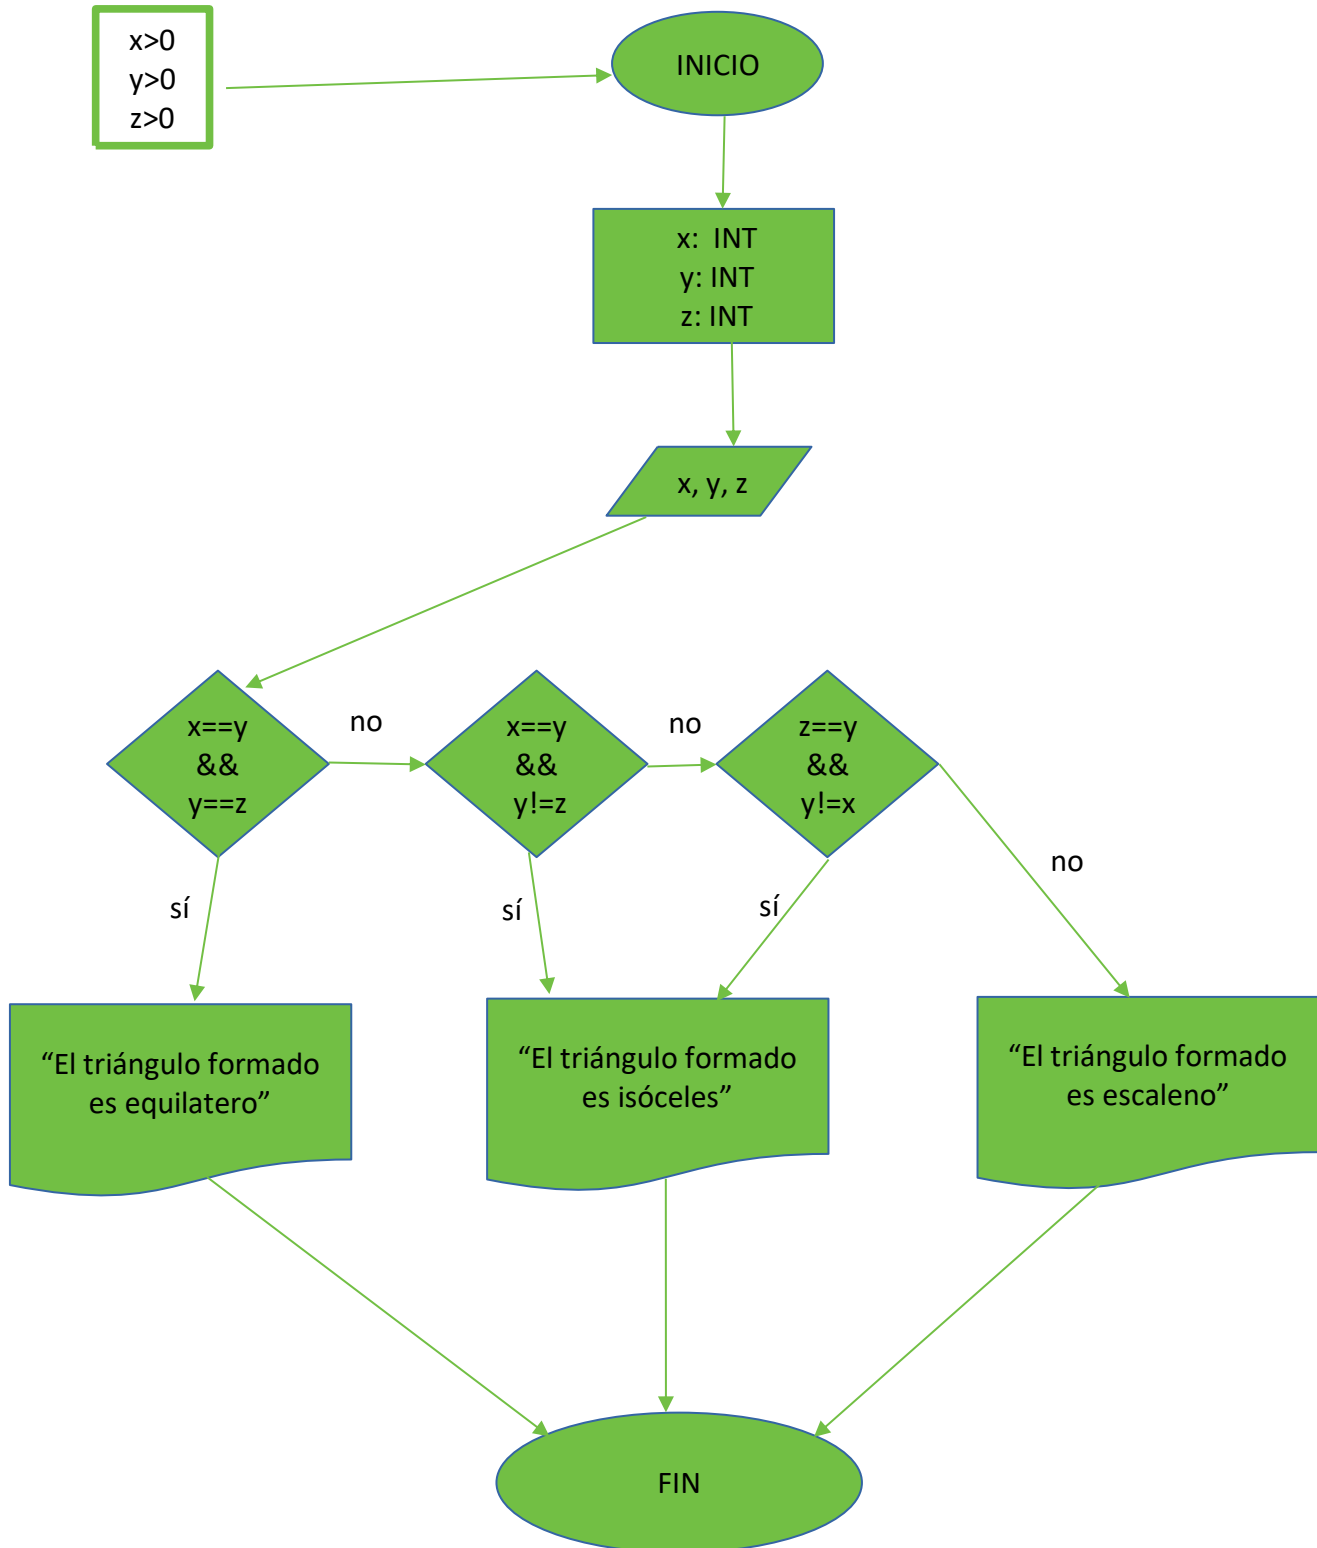 x>0
y>0
z>0
INICIO
x: INT
y: INT
z: INT
x, y, z
x==y
&&
y==z
no
x==y
&&
y!=z
no
z==y
&&
y!=x
no
sí
sí
sí
“El triángulo formado
es equilatero”
“El triángulo formado
es isóceles”
“El triángulo formado
es escaleno”
FIN